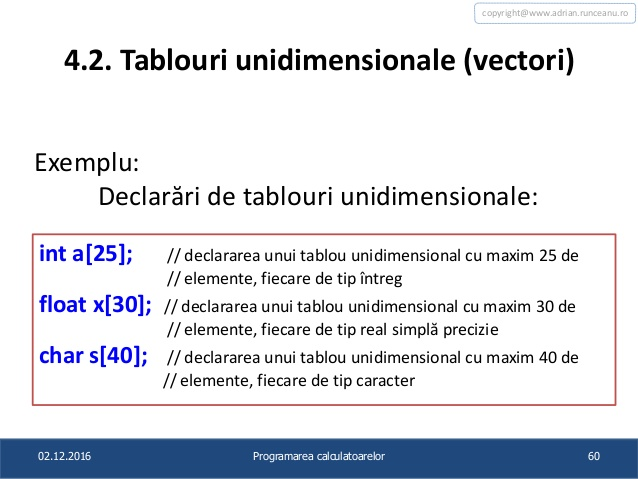 copyright@www.adrian.runceanu.ro
4.2. Tablouri unidimensionale (vectori)
Exemplu:
Declarări de tablouri unidimensionale:
int a[25]; // declararea unui tablou unidimensional cu maxim 25 de
// elemente, fiecare de tip întreg
float x[30]; // declararea unui tablou unidimensional cu maxim 30 de
// elemente, fiecare de tip real simplă precizie
char s[40]; // declararea unui tablou unidimensional cu maxim 40 de
// elemente, fiecare de tip caracter
02.12.2016 Programarea calculatoarelor 60